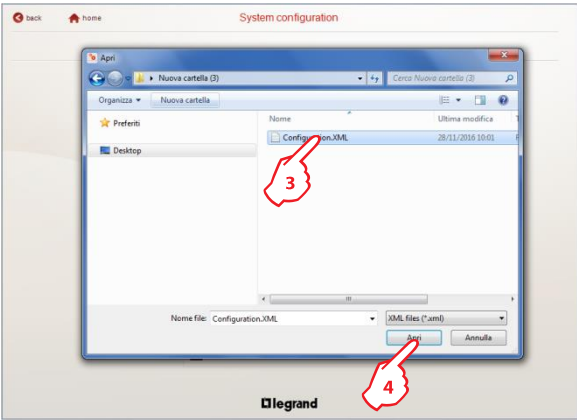 back home System configuration
Apri
Nuova cartella (3) Cerca Nuova cartella (3)
Organizza Nuova cartella
Preferiti
Desktop
Nome Ultima modifica T
Configuration.XML 28/11/2016 10:01 F
3
Nome file: Configuration.XML XML files (*.xml)
Apri Annulla
4
legrand